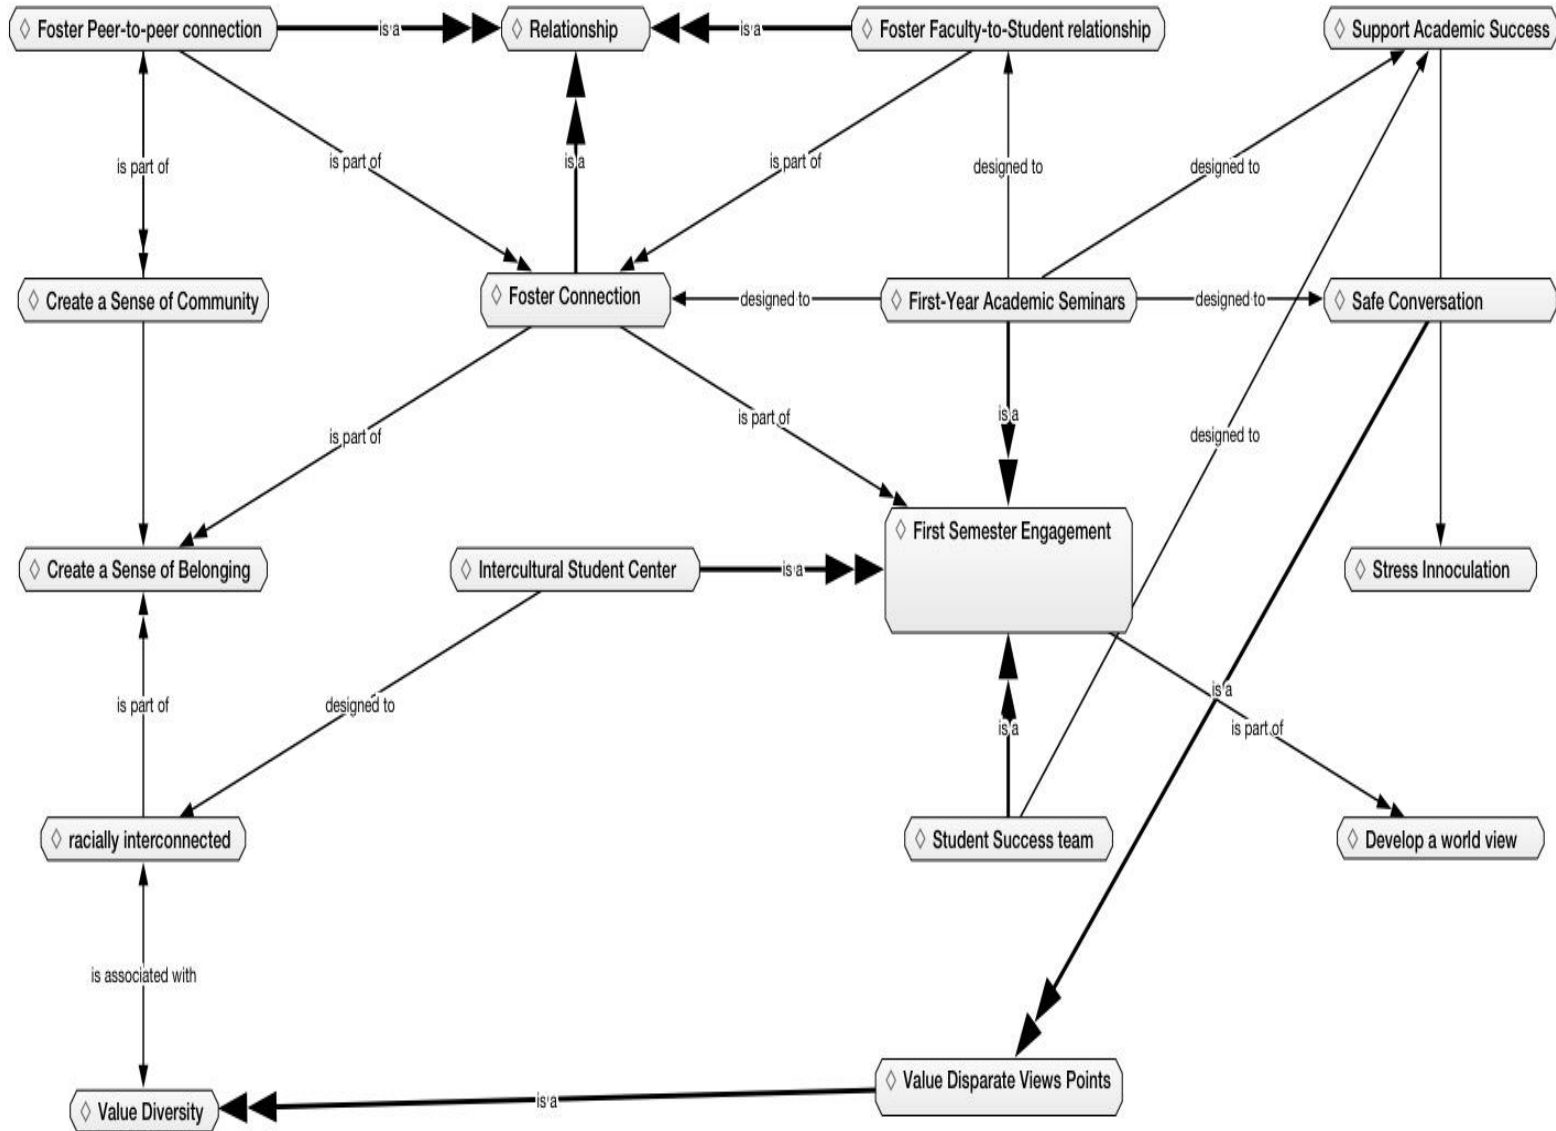 ◇ Foster Peer-to-peer connection
is a
◇ Relationship
is a
◇ Foster Faculty-to-Student relationship
◇ Support Academic Success
is part of
is part of
is a
is part of
designed to
designed to
◇ Create a Sense of Community
◇ Foster Connection
designed to
◇ First-Year Academic Seminars
designed to
◇ Safe Conversation
is part of
is part of
is a
designed to
◇ First Semester Engagement
◇ Create a Sense of Belonging
◇ Intercultural Student Center
is a
◇ Stress Innoculation
is part of
designed to
is a
is a
is part of
◇ racially interconnected
◇ Student Success team
◇ Develop a world view
is associated with
◇ Value Diversity
is a
◇ Value Disparate Views Points